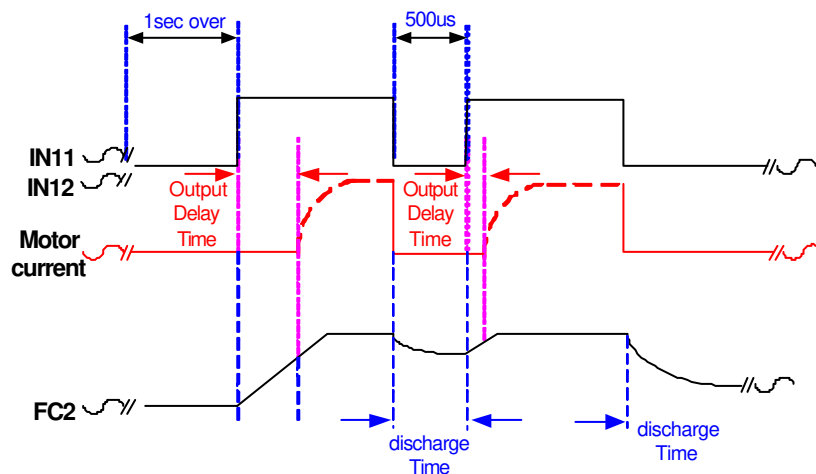 1sec over
500us
IN11
IN12
Output
Delay
Time
Output
Delay
Time
Motor
current
FC2
discharge
Time
discharge
Time